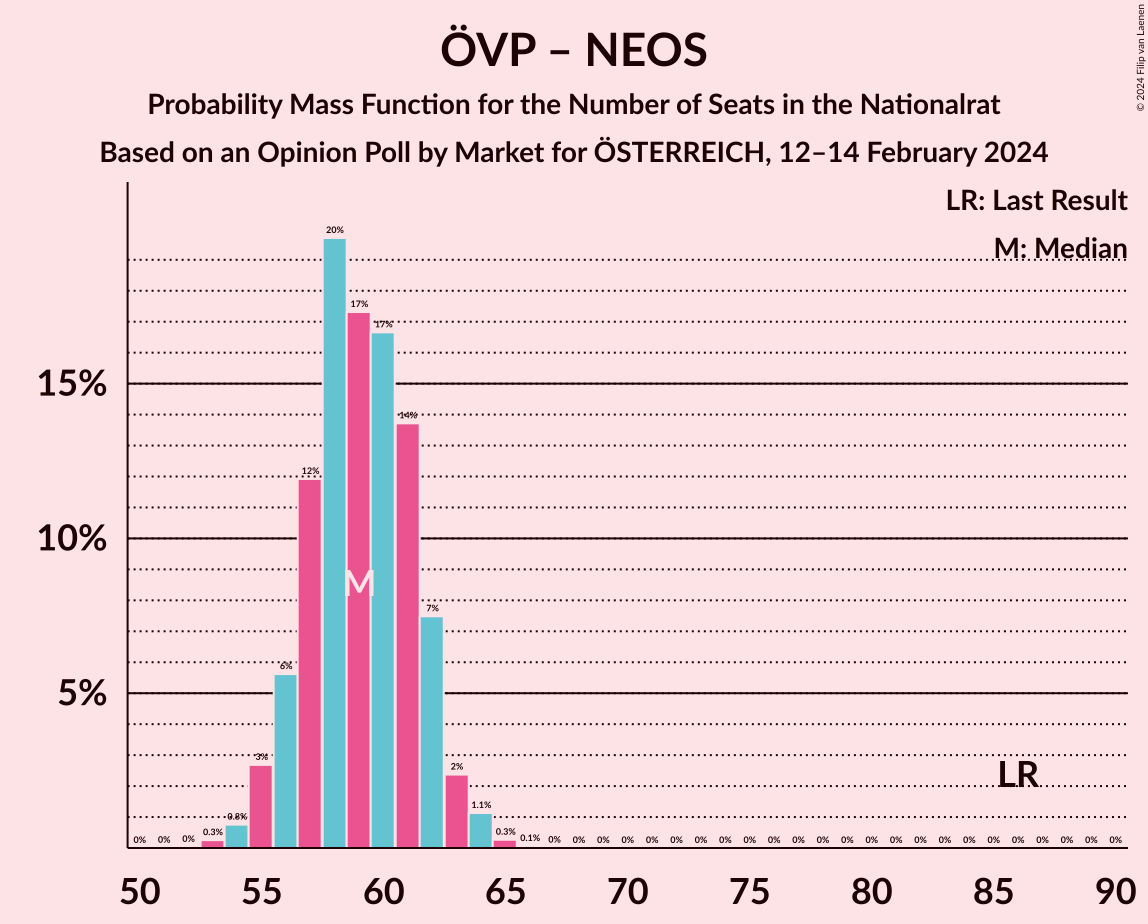 © 2024 Filip van Laenen
ÖVP – NEOS
Probability Mass Function for the Number of Seats in the Nationalrat
Based on an Opinion Poll by Market for ÖSTERREICH, 12–14 February 2024
LR: Last Result
M: Median
20%
17%
17%
15%
14%
12%
10%
M
7%
6%
5%
3%
2%
LR
1.1%
0.8%
0% 0% 0% 0.3% 0.3% 0.1% 0% 0% 0% 0% 0% 0% 0% 0% 0% 0% 0% 0% 0% 0% 0% 0% 0% 0% 0% 0% 0% 0% 0% 0%
50 55 60 65 70 75 80 85 90